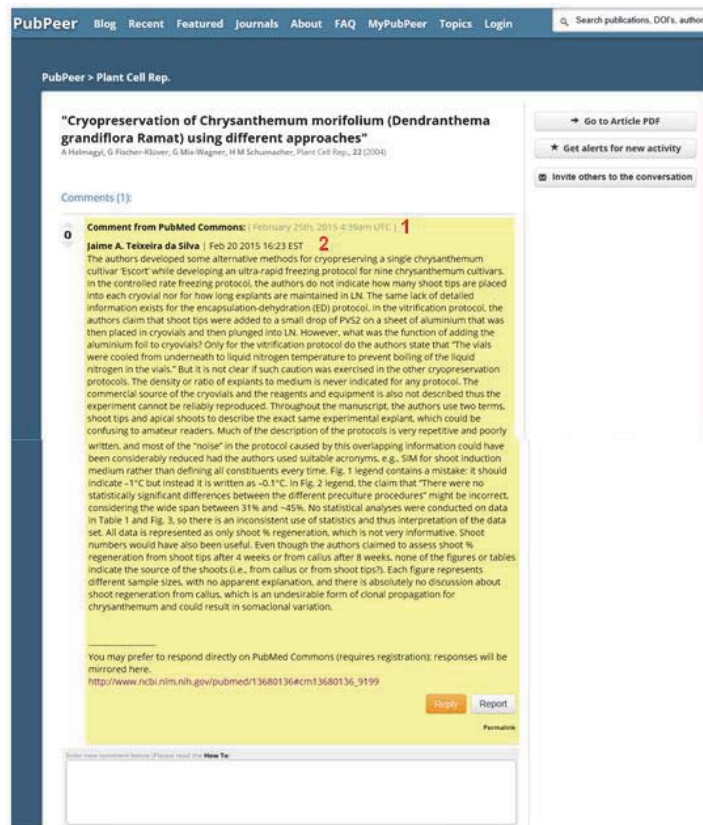 PubPeer Blog Recent Featured Journals About FAQ MyPubPeer Topics Login
Search publications, DOI's, author
PubPeer > Plant Cell Rep.
"Cryopreservation of Chrysanthemum morifolium (Dendranthema
grandiflora Ramat) using different approaches"
A Halmagyi, G Fischer-Klüver, G Mix-Wagner, H M Schumacher, Plant Cell Rep., 22 (2004)
→ Go to Article PDF
★ Get alerts for new activity
✉ Invite others to the conversation
Comments (1):
0
Comment from PubMed Commons: ( February 25th, 2015 4:39am UTC ) 1
Jaime A. Teixeira da Silva | Feb 20 2015 16:23 EST 2
The authors developed some alternative methods for cryopreserving a single chrysanthemum
cultivar 'Escort' while developing an ultra-rapid freezing protocol for nine chrysanthemum cultivars.
In the controlled rate freezing protocol, the authors do not indicate how many shoot tips are placed
into each cryovial nor for how long explants are maintained in LN. The same lack of detailed
information exists for the encapsulation-dehydration (ED) protocol. In the vitrification protocol, the
authors claim that shoot tips were added to a small drop of PVS2 on a sheet of aluminium that was
then placed in cryovials and then plunged into LN. However, what was the function of adding the
aluminium foil to cryovials? Only for the vitrification protocol do the authors state that "The vials
were cooled from underneath to liquid nitrogen temperature to prevent boiling of the liquid
nitrogen in the vials." But it is not clear if such caution was exercised in the other cryopreservation
protocols. The density or ratio of explants to medium is never indicated for any protocol. The
commercial source of the cryovials and the reagents and equipment is also not described thus the
experiment cannot be reliably reproduced. Throughout the manuscript, the authors use two terms,
shoot tips and apical shoots to describe the exact same experimental explant, which could be
confusing to amateur readers. Much of the description of the protocols is very repetitive and poorly
written, and most of the "noise" in the protocol caused by this overlapping information could have
been considerably reduced had the authors used suitable acronyms, e.g., SIM for shoot induction
medium rather than defining all constituents every time. Fig. 1 legend contains a mistake: it should
indicate –1°C but instead it is written as –0.1°C. In Fig. 2 legend, the claim that "There were no
statistically significant differences between the different preculture procedures" might be incorrect,
considering the wide span between 31% and ~45%. No statistical analyses were conducted on data
in Table 1 and Fig. 3, so there is an inconsistent use of statistics and thus interpretation of the data
set. All data is represented as only shoot % regeneration, which is not very informative. Shoot
numbers would have also been useful. Even though the authors claimed to assess shoot %
regeneration from shoot tips after 4 weeks or from callus after 8 weeks, none of the figures or tables
indicate the source of the shoots (i.e., from callus or from shoot tips?). Each figure represents
different sample sizes, with no apparent explanation, and there is absolutely no discussion about
shoot regeneration from callus, which is an undesirable form of clonal propagation for
chrysanthemum and could result in somaclonal variation.
--------------------
You may prefer to respond directly on PubMed Commons (requires registration); responses will be
mirrored here.
http://www.ncbi.nlm.nih.gov/pubmed/13680136#cm13680136_9199
Reply Report
Permalink
Enter new comment below (Please read the How To)